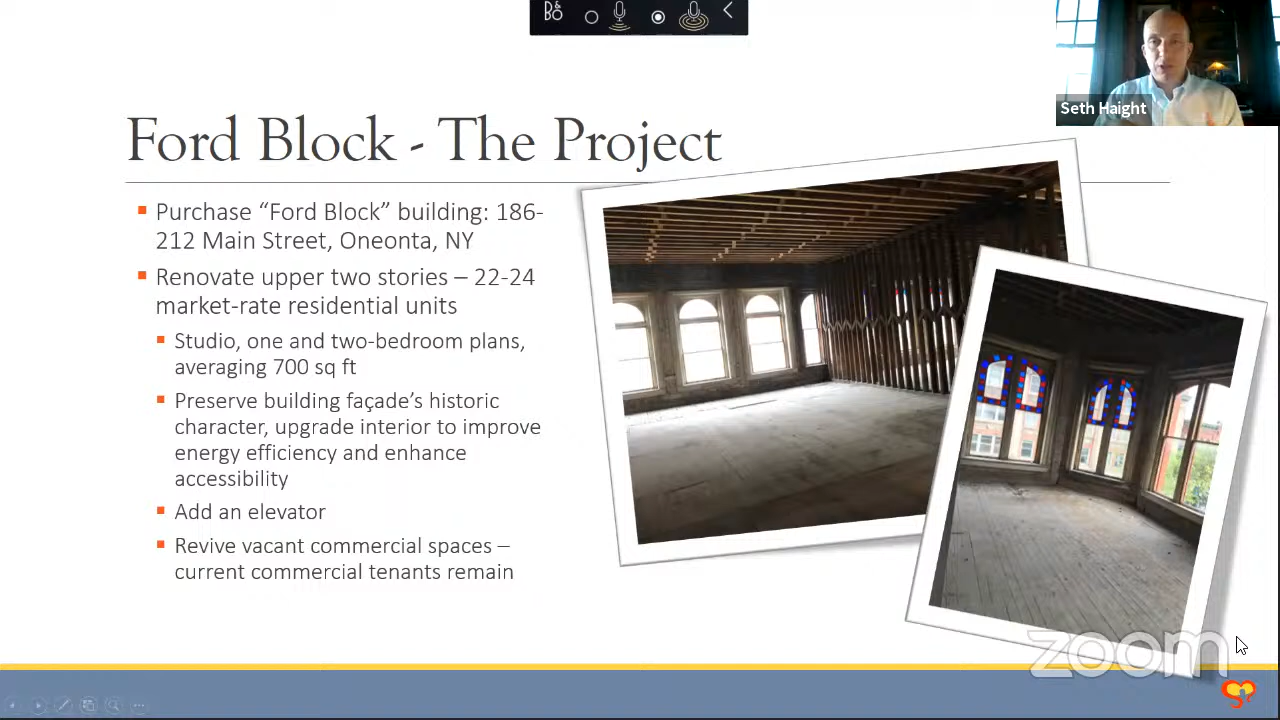 B&O
Seth Haight
Ford Block - The Project
Purchase “Ford Block” building: 186-
212 Main Street, Oneonta, NY
Renovate upper two stories – 22-24
market-rate residential units
Studio, one and two-bedroom plans,
averaging 700 sq ft
Preserve building façade’s historic
character, upgrade interior to improve
energy efficiency and enhance
accessibility
Add an elevator
Revive vacant commercial spaces –
current commercial tenants remain
zoom